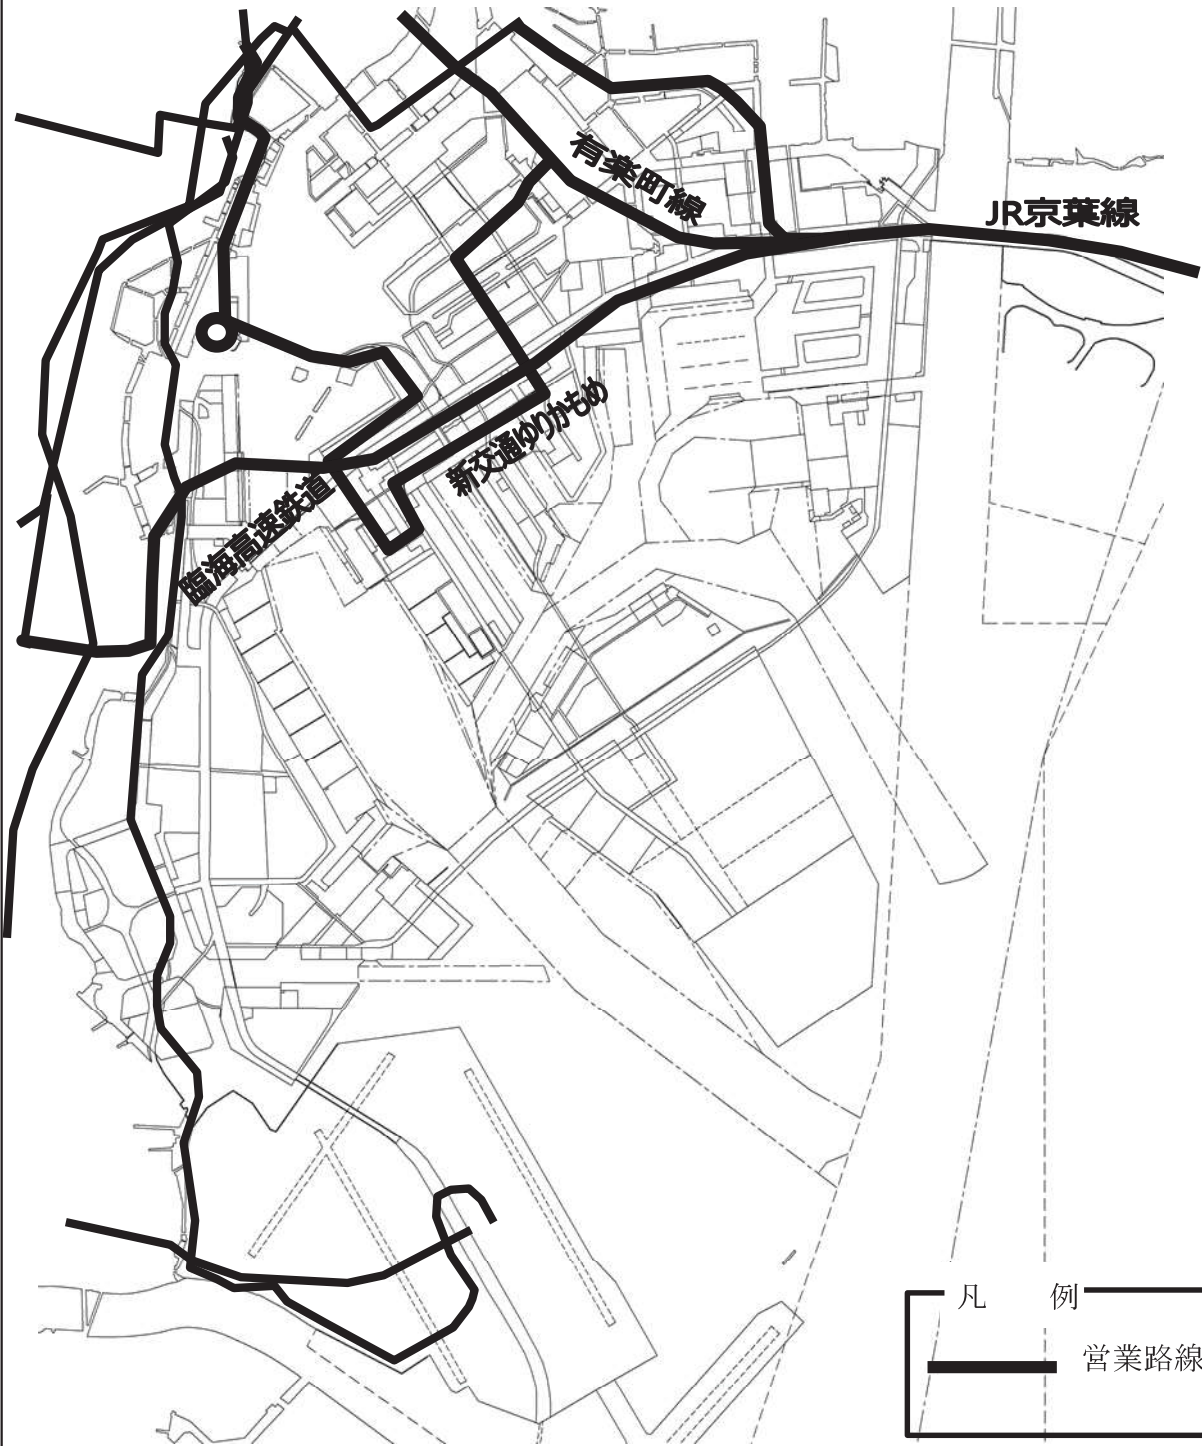 有楽町線
JR京葉線
新交通ゆりかもめ
臨海高速鉄道
凡 例
営業路線